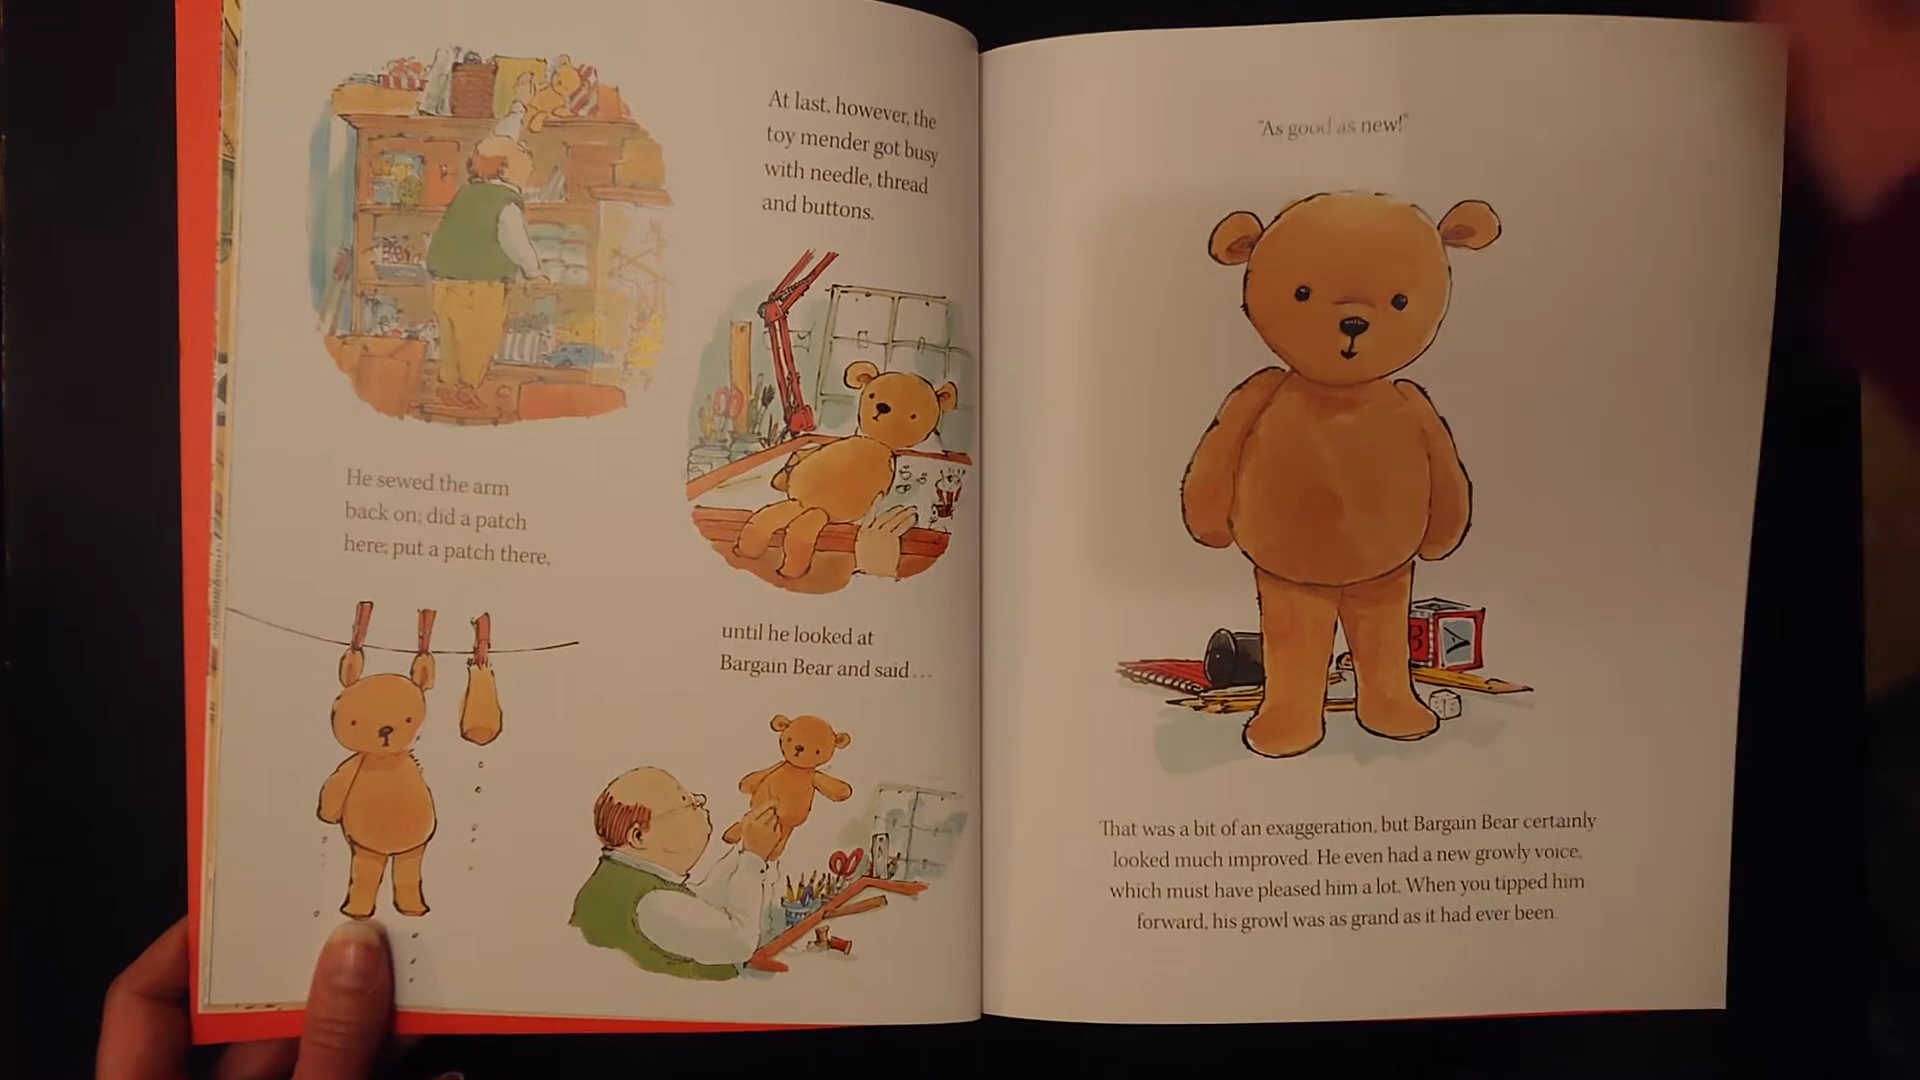 At last, however, the
toy mender got busy
with needle, thread
and buttons.
He sewed the arm
back on; did a patch
here; put a patch there,
until he looked at
Bargain Bear and said . . .
"As good as new!"
B A
That was a bit of an exaggeration, but Bargain Bear certainly
looked much improved. He even had a new growly voice,
which must have pleased him a lot. When you tipped him
forward, his growl was as grand as it had ever been.